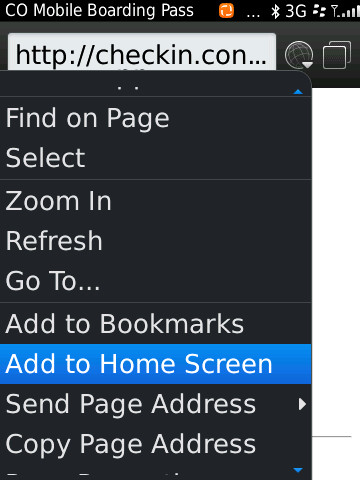 CO Mobile Boarding Pass ... 3G
http://checkin.con...
Find on Page
Select
Zoom In
Refresh
Go To...
Add to Bookmarks
Add to Home Screen
Send Page Address
Copy Page Address